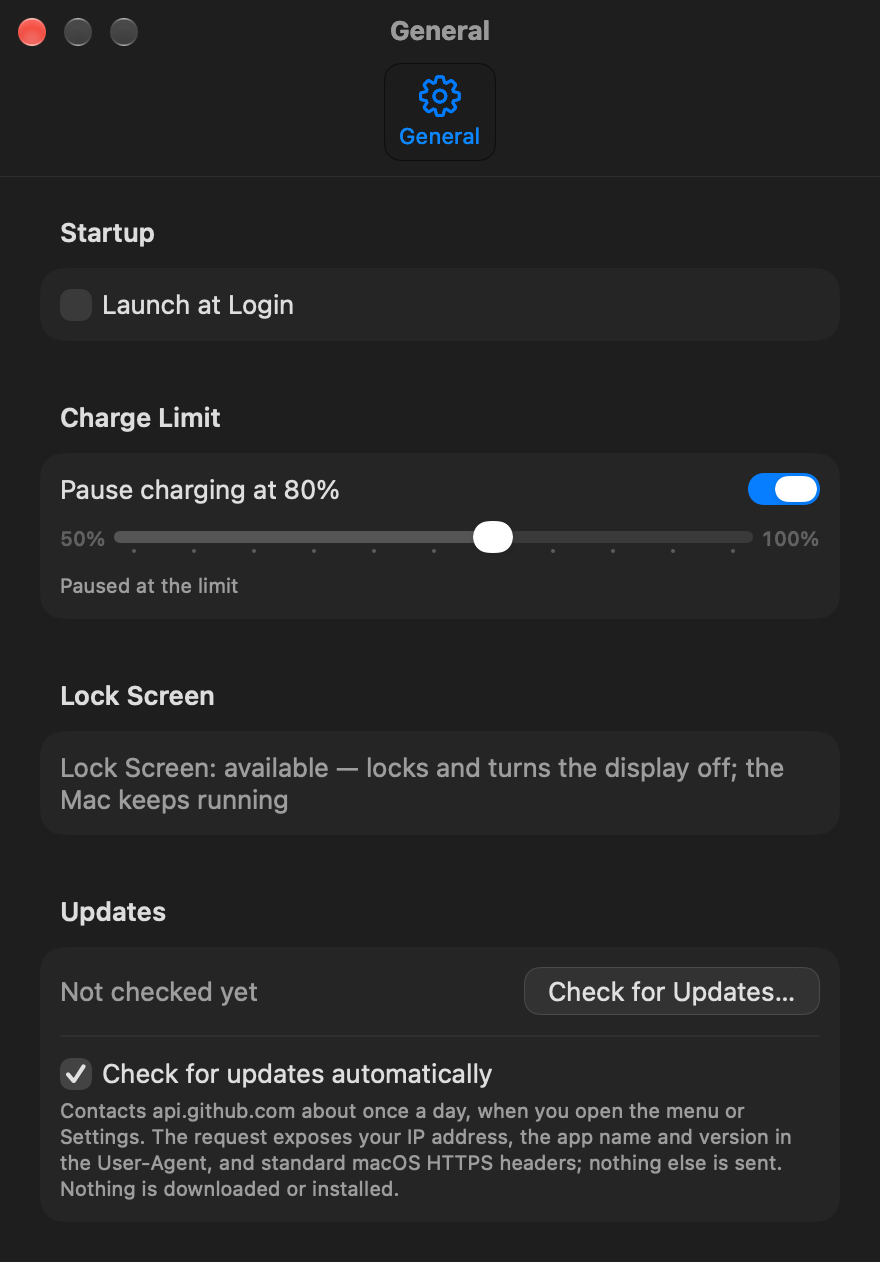 General
General
Startup
Launch at Login
Charge Limit
Pause charging at 80%
50%
100%
Paused at the limit
Lock Screen
Lock Screen: available — locks and turns the display off; the
Mac keeps running
Updates
Not checked yet
Check for Updates...
Check for updates automatically
Contacts api.github.com about once a day, when you open the menu or
Settings. The request exposes your IP address, the app name and version in
the User-Agent, and standard macOS HTTPS headers; nothing else is sent.
Nothing is downloaded or installed.